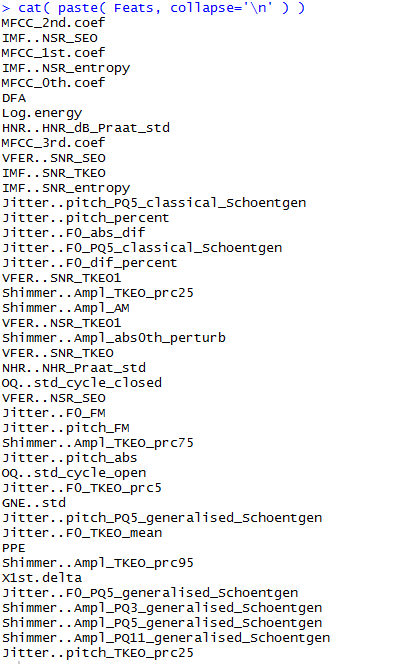 > cat( paste( Feats, collapse='\n' ) )
MFCC_2nd.coef
IMF..NSR_SEO
MFCC_1st.coef
IMF..NSR_entropy
MFCC_0th.coef
DFA
Log.energy
HNR..HNR_dB_Praat_std
MFCC_3rd.coef
VFER..SNR_SEO
IMF..SNR_TKEO
IMF..SNR_entropy
Jitter..pitch_PQ5_classical_Schoentgen
Jitter..pitch_percent
Jitter..F0_abs_dif
Jitter..F0_PQ5_classical_Schoentgen
Jitter..F0_dif_percent
VFER..SNR_TKEO1
Shimmer..Ampl_TKEO_prc25
Shimmer..Ampl_AM
VFER..NSR_TKEO1
Shimmer..Ampl_abs0th_perturb
VFER..SNR_TKEO
NHR..NHR_Praat_std
OQ..std_cycle_closed
VFER..NSR_SEO
Jitter..F0_FM
Jitter..pitch_FM
Shimmer..Ampl_TKEO_prc75
Jitter..pitch_abs
OQ..std_cycle_open
Jitter..F0_TKEO_prc5
GNE..std
Jitter..pitch_PQ5_generalised_Schoentgen
Jitter..F0_TKEO_mean
PPE
Shimmer..Ampl_TKEO_prc95
X1st.delta
Jitter..F0_PQ5_generalised_Schoentgen
Shimmer..Ampl_PQ3_generalised_Schoentgen
Shimmer..Ampl_PQ5_generalised_Schoentgen
Shimmer..Ampl_PQ11_generalised_Schoentgen
Jitter..pitch_TKEO_prc25